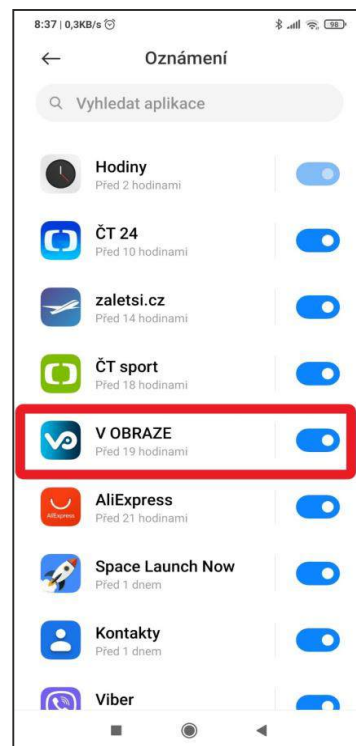 8:37 | 0,3KB/s
98
Oznámení
Vyhledat aplikace
Hodiny
Před 2 hodinami
ČT 24
Před 10 hodinami
zaletsi.cz
Před 14 hodinami
ČT sport
Před 18 hodinami
V OBRAZE
Před 19 hodinami
AliExpress
AliExpress
Před 21 hodinami
Space Launch Now
Před 1 dnem
Kontakty
Před 1 dnem
Viber